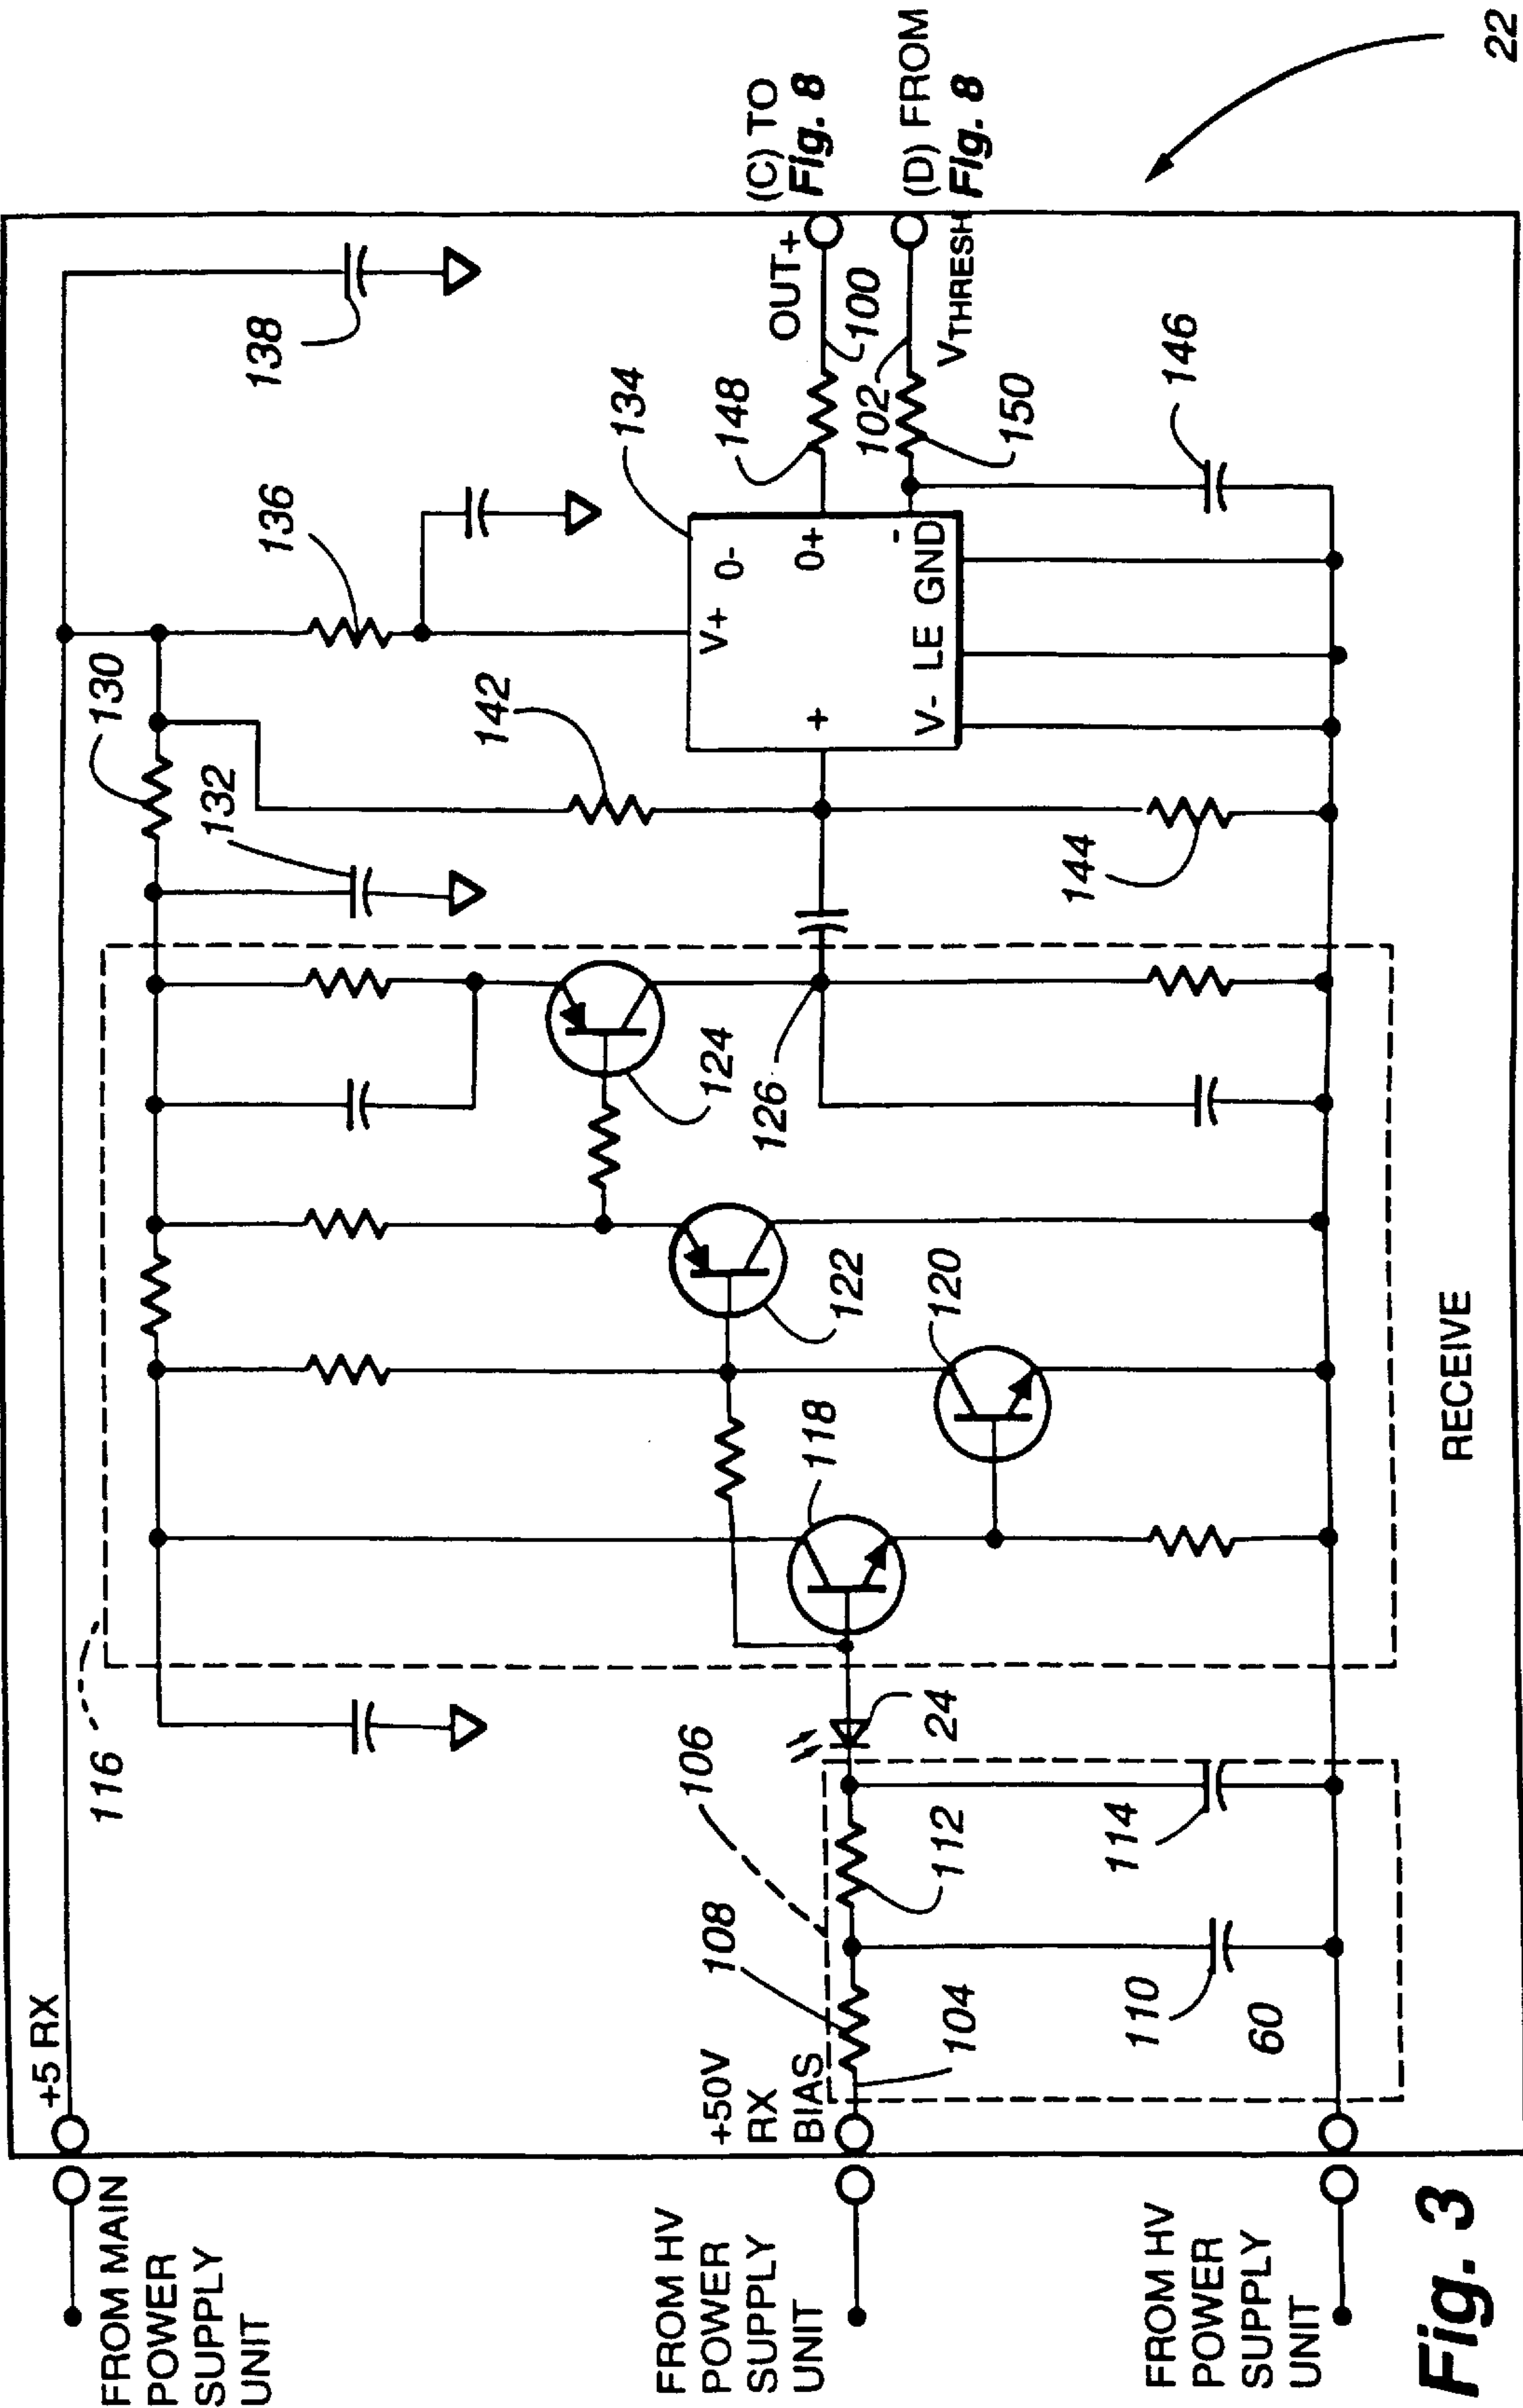 FROM MAIN
POWER
SUPPLY
UNIT
+5 RX
116
130
132
136
138
142
134
V+
O-
+
O+
-
V- LE GND
148
OUT+
100
(C) TO
Fig. 8
102
150
VTHRESH
(D) FROM
Fig. 8
146
144
124
126
122
120
118
24
106
FROM HV
POWER
SUPPLY
UNIT
+50V
RX
BIAS
108
104
112
114
110
60
FROM HV
POWER
SUPPLY
UNIT
RECEIVE
22
Fig. 3